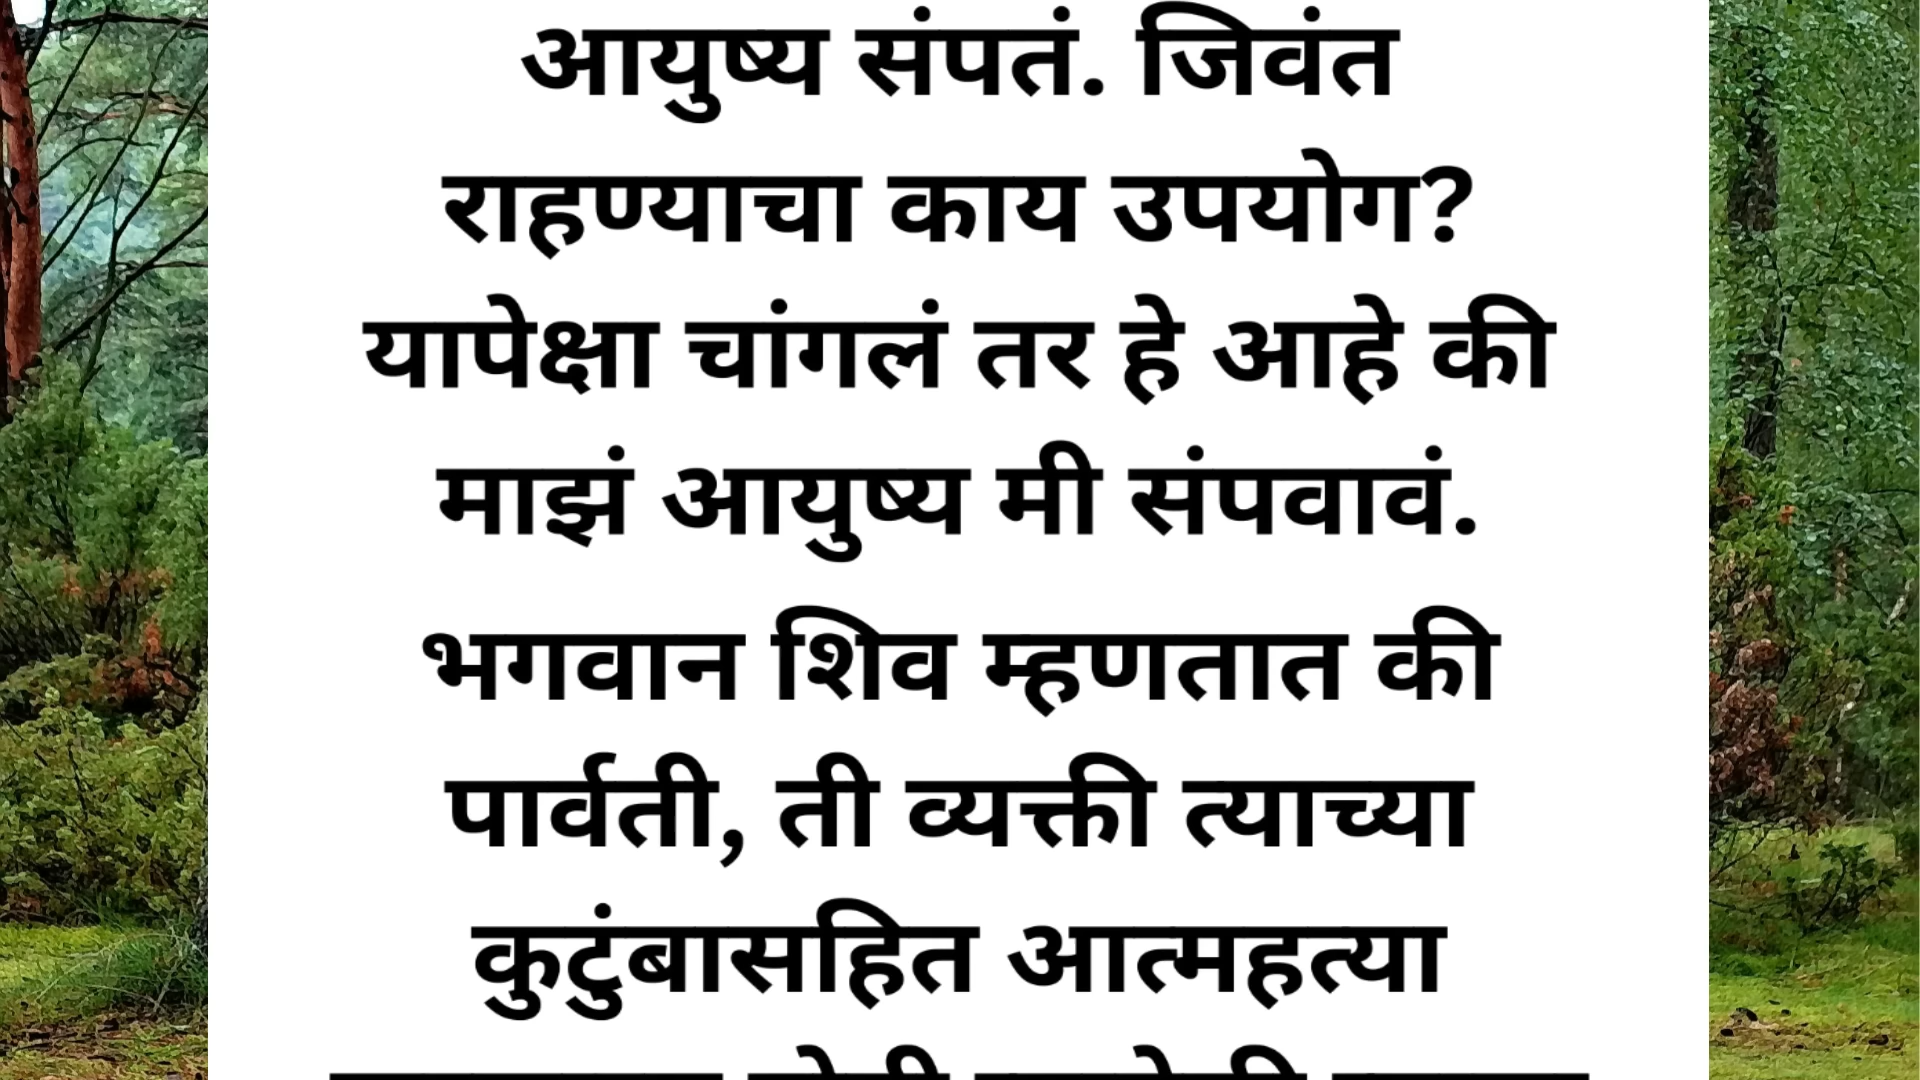 आयुष्य संपतं. जिवंत
राहण्याचा काय उपयोग?
यापेक्षा चांगलं तर हे आहे की
माझं आयुष्य मी संपवावं.
भगवान शिव म्हणतात की
पार्वती, ती व्यक्ती त्याच्या
कुटुंबासहित आत्महत्या